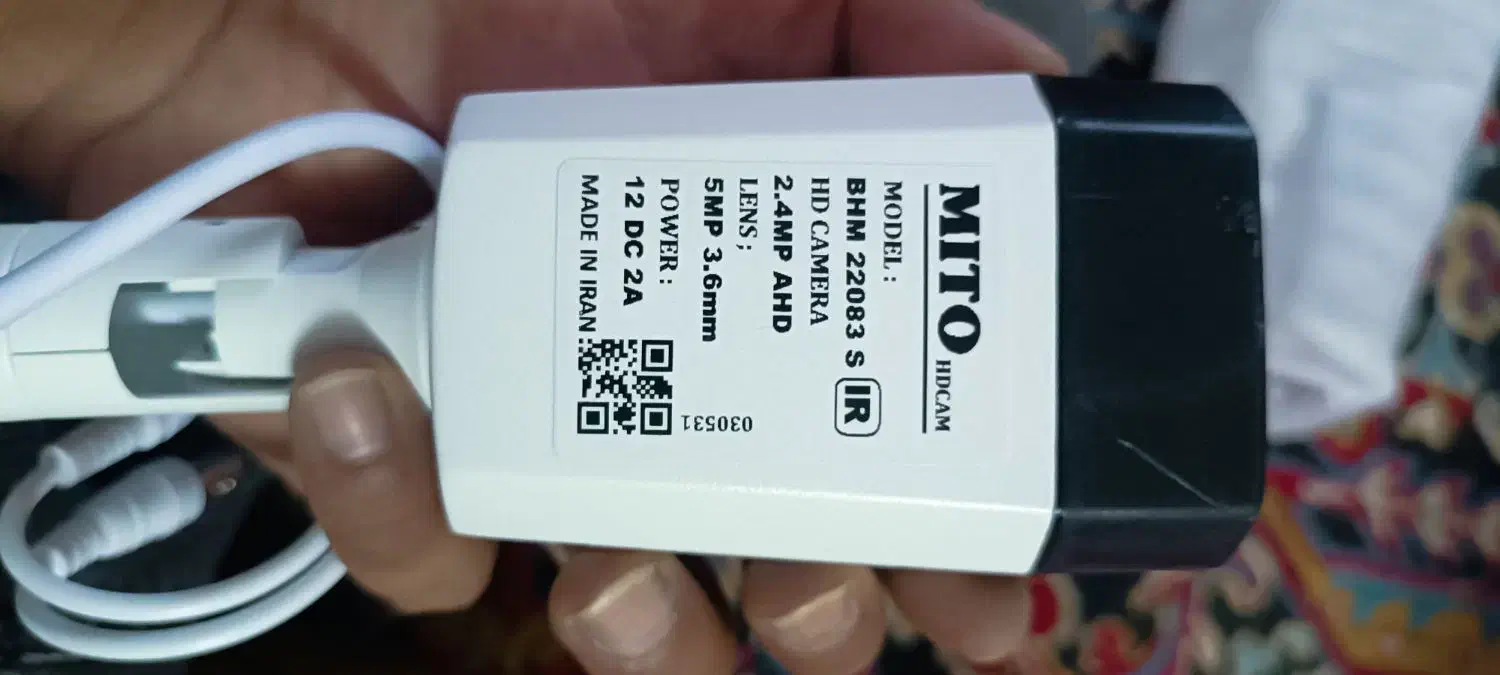 MITO HDCAM
MODEL :
BHM 22083 S IR
HD CAMERA
2.4MP AHD
LENS ;
5MP 3.6mm
POWER :
12 DC 2A
MADE IN IRAN
030531